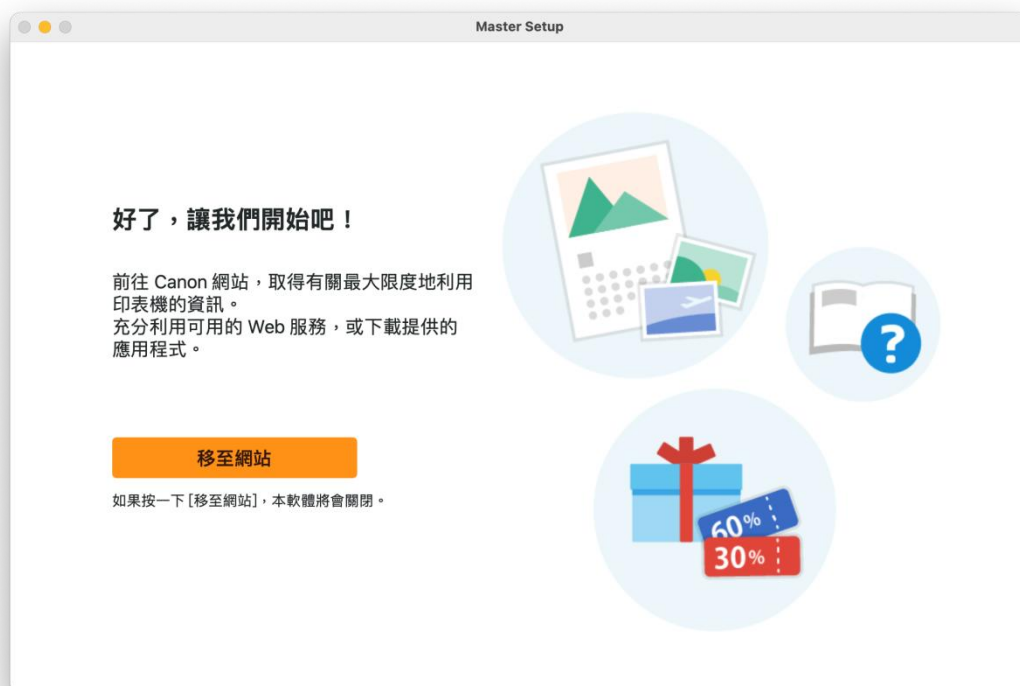 Master Setup
好了，讓我們開始吧！
前往 Canon 網站，取得有關最大限度地利用
印表機的資訊。
充分利用可用的 Web 服務，或下載提供的
應用程式。
移至網站
如果按一下 [移至網站]，本軟體將會關閉。
?
60%
30%